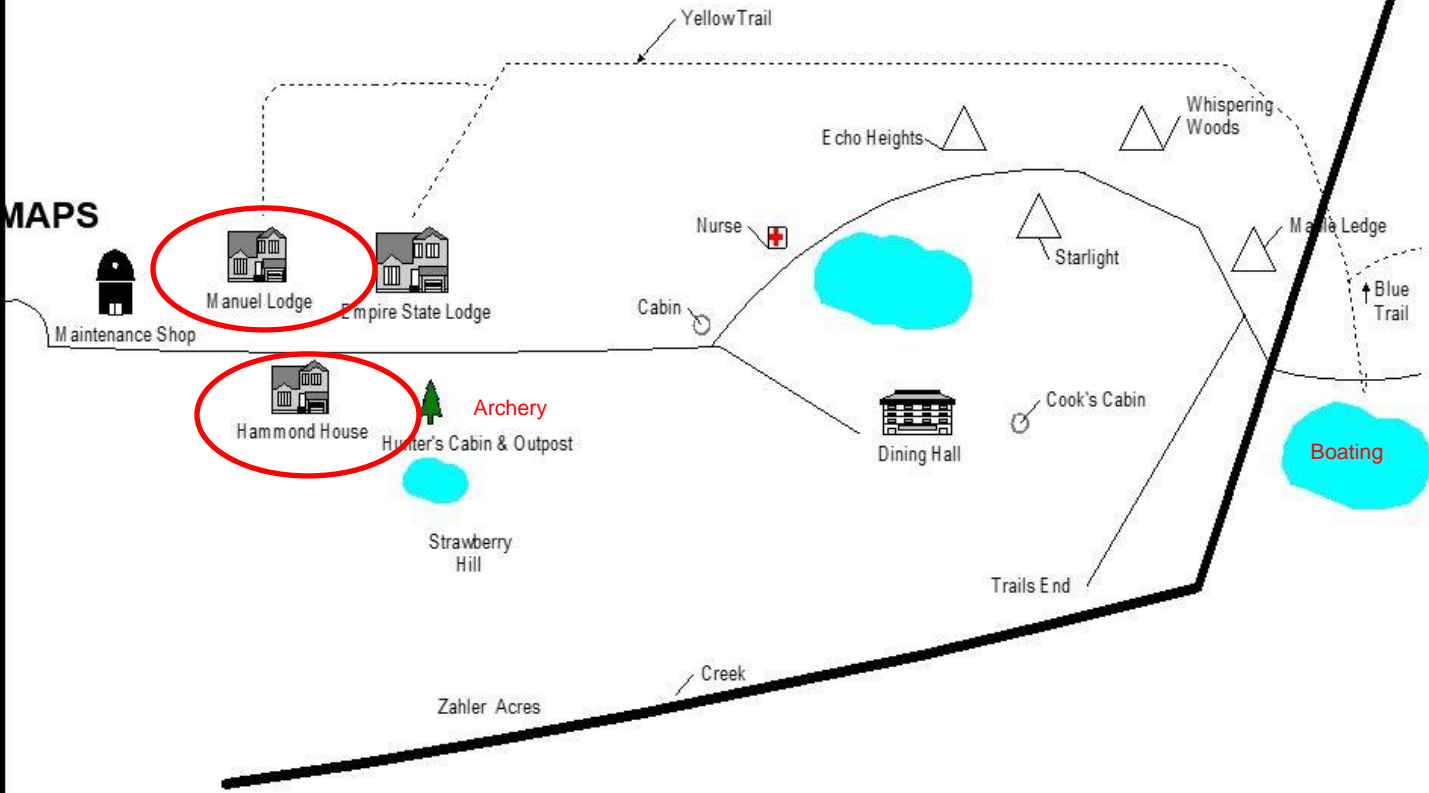 Yellow Trail
Whispering
Woods
Echo Heights
MAPS
Nurse
Maple Ledge
Starlight
Manuel Lodge
Empire State Lodge
Cabin
Blue
Trail
Maintenance Shop
Archery
Cook's Cabin
Hammond House
Hunter's Cabin & Outpost
Dining Hall
Boating
Strawberry
Hill
Trails End
Creek
Zahler Acres